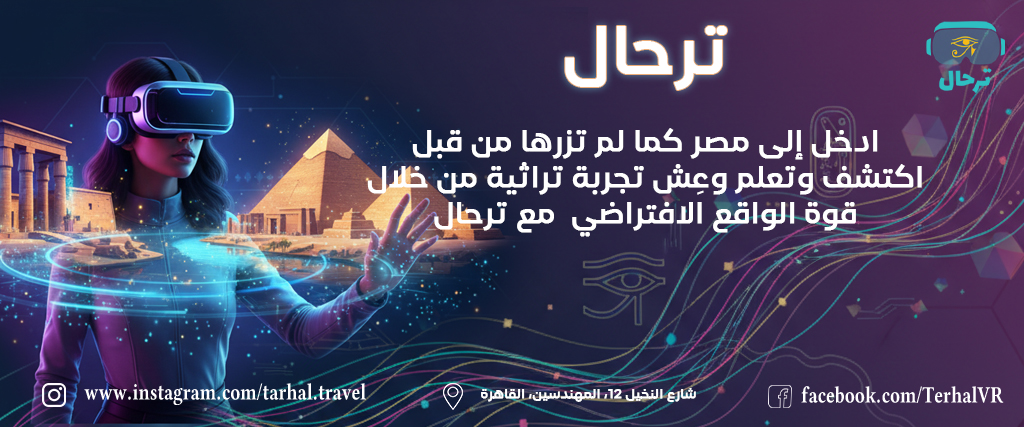 ترحال
ترحال
ادخل إلى مصر كما لم تزرها من قبل
اكتشف وتعلم وعِش تجربة تراثية من خلال
قوة الواقع الافتراضي مع ترحال
www.instagram.com/tarhal.travel
شارع النخيل 12، المهندسين، القاهرة
facebook.com/TerhalVR